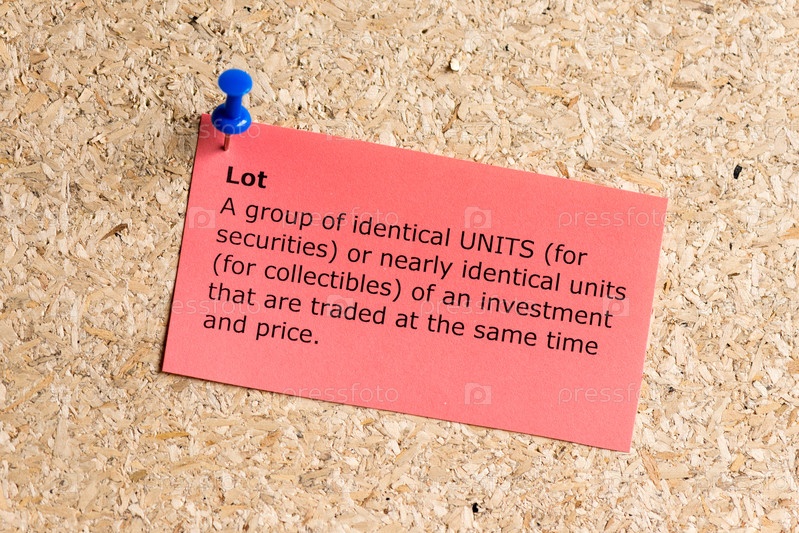 Lot
A group of identical UNITS (for
securities) or nearly identical units
(for collectibles) of an investment
that are traded at the same time
and price.
pressfoto